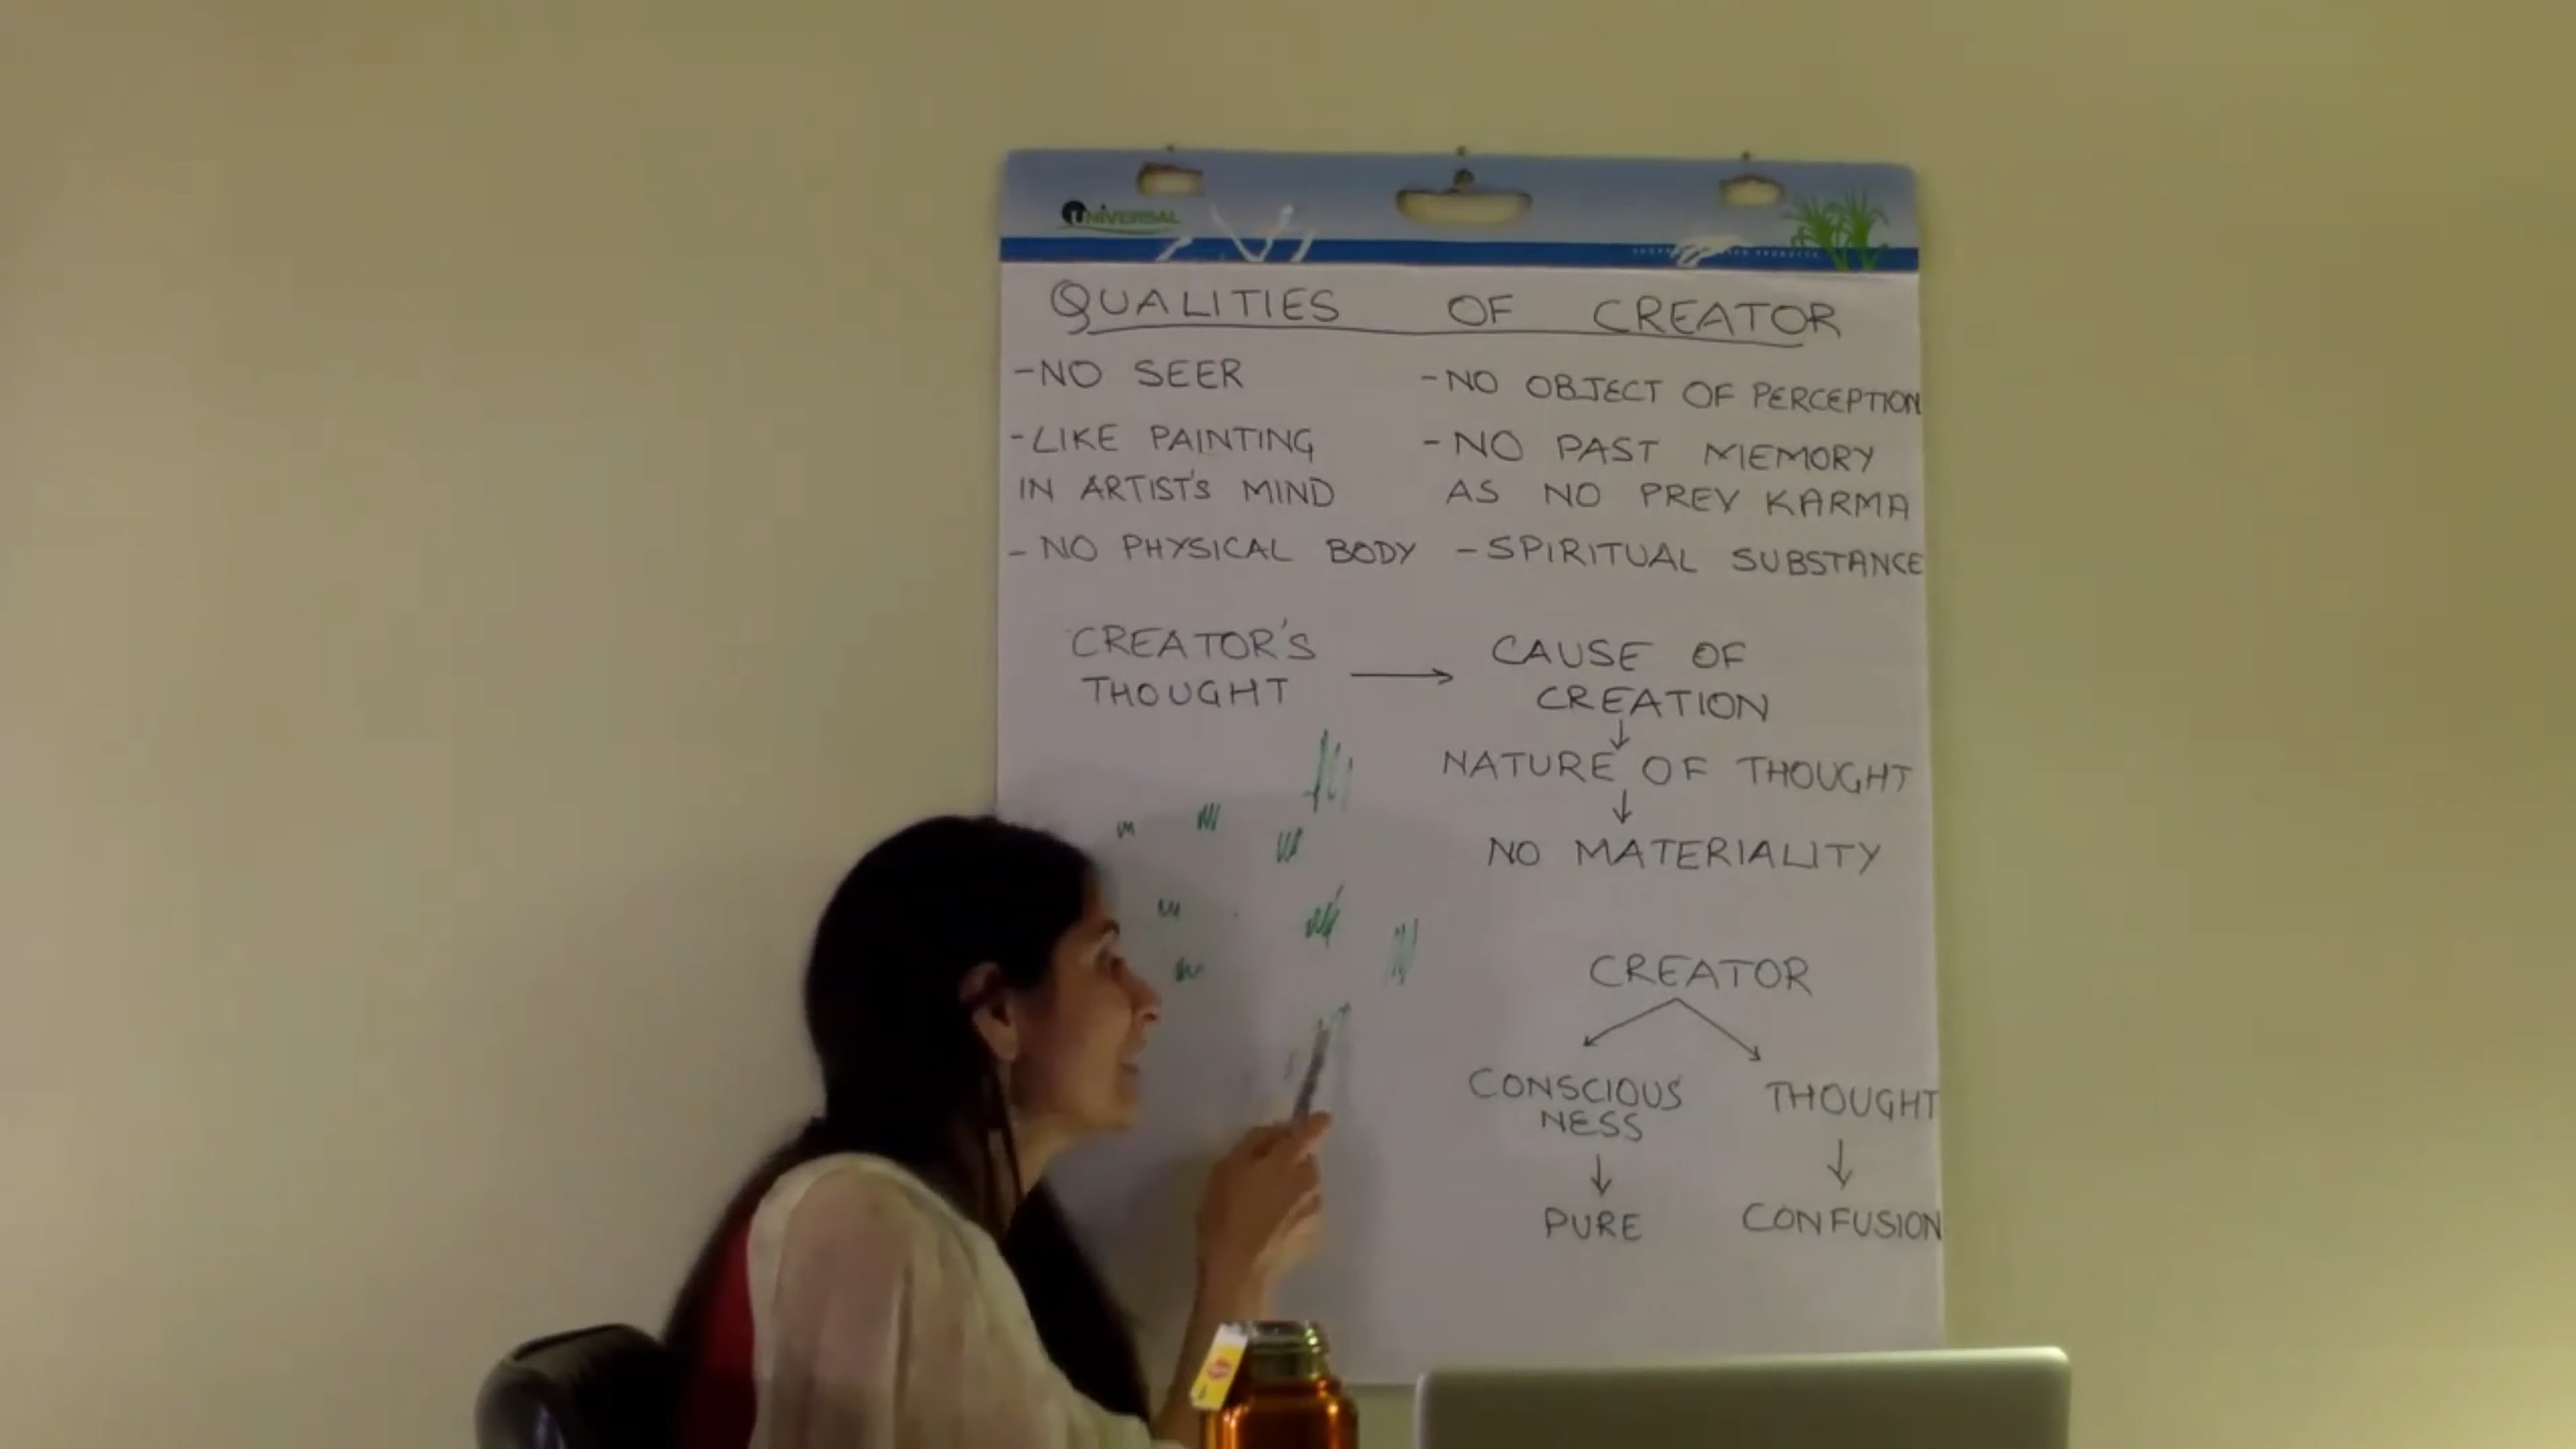 UNIVERSAL
QUALITIES OF CREATOR
-NO SEER
-NO OBJECT OF PERCEPTION
-LIKE PAINTING
IN ARTIST'S MIND
-NO PAST MEMORY
AS NO PREV KARMA
- NO PHYSICAL BODY
-SPIRITUAL SUBSTANCE
CREATOR'S
THOUGHT
→ CAUSE OF
CREATION
↓
NATURE OF THOUGHT
↓
NO MATERIALITY
CREATOR
CONSCIOUS
NESS
↓
PURE
THOUGHT
↓
CONFUSION